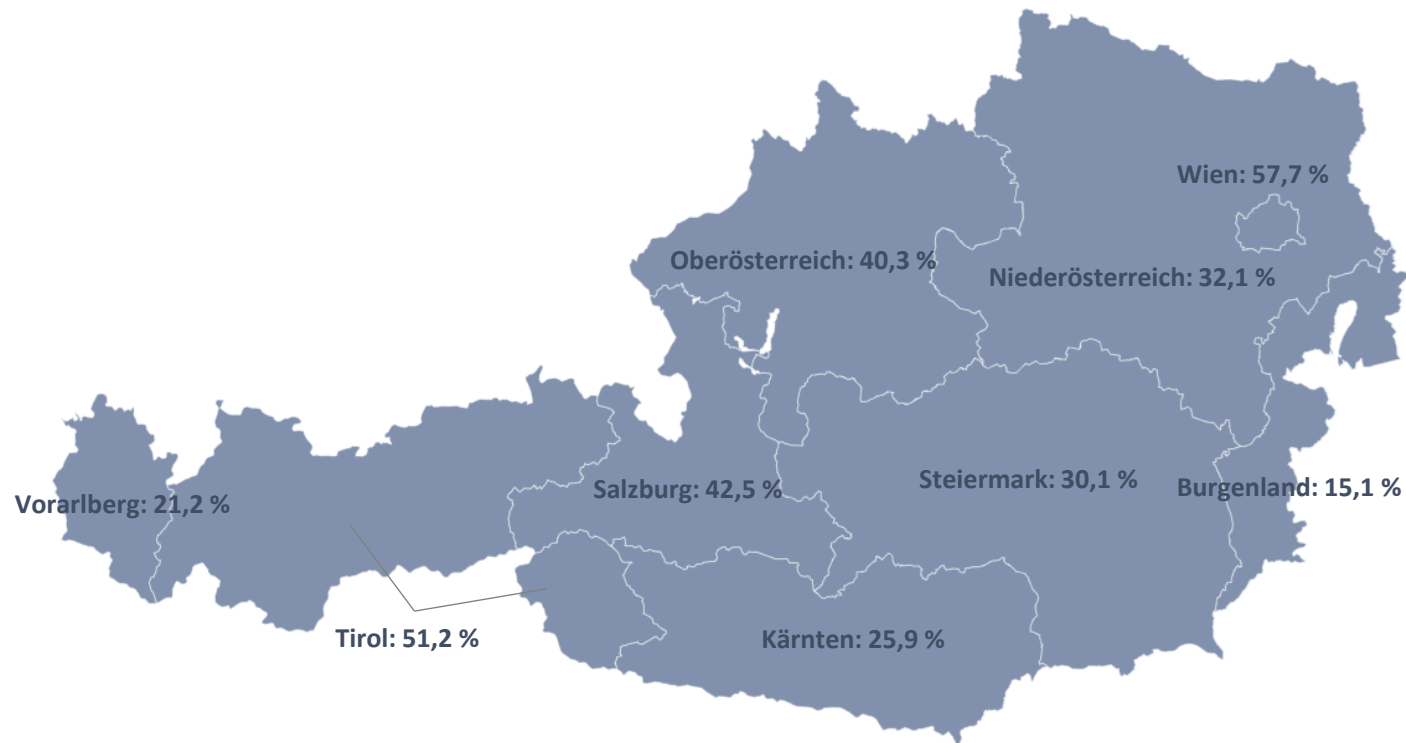 Wien: 57,7 %
Oberösterreich: 40,3 %
Niederösterreich: 32,1 %
Steiermark: 30,1 %
Salzburg: 42,5 %
Burgenland: 15,1 %
Vorarlberg: 21,2 %
Tirol: 51,2 %
Kärnten: 25,9 %